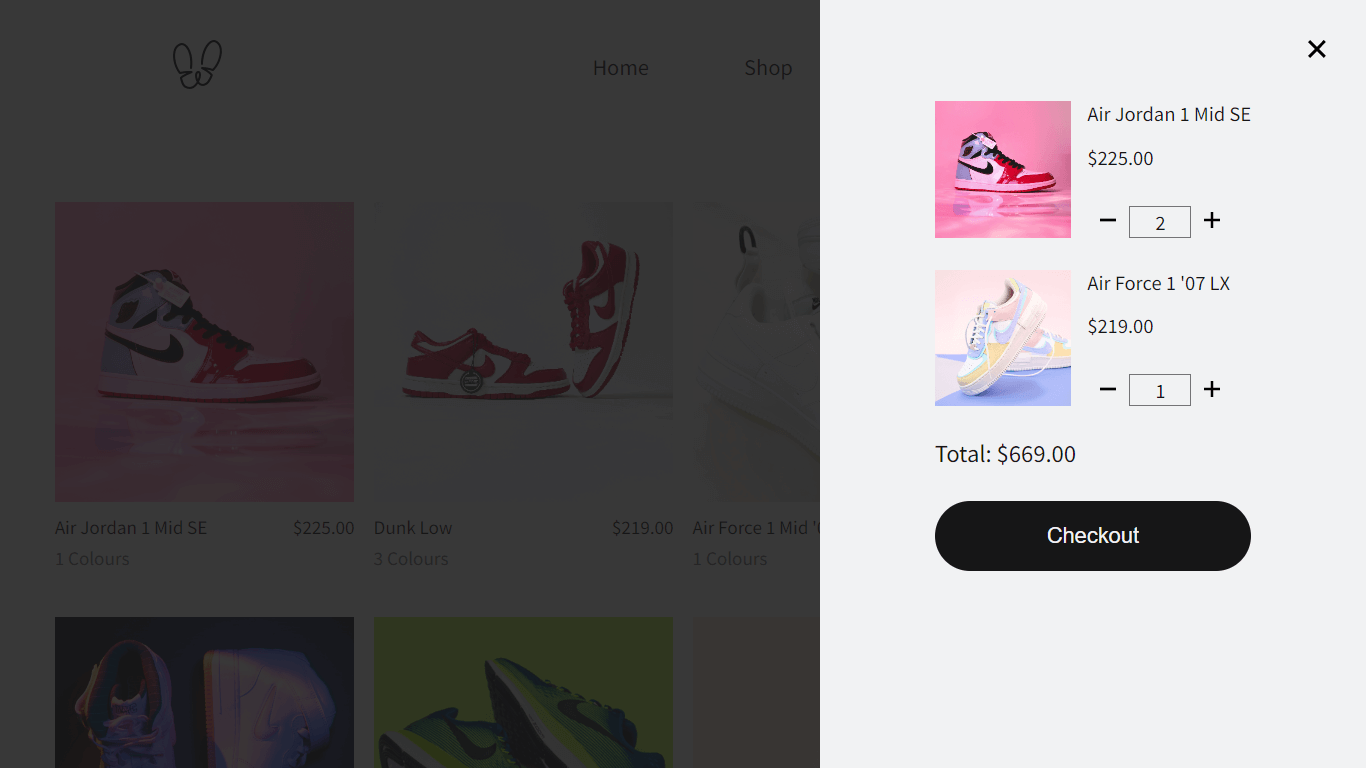 Home
Shop
Air Jordan 1 Mid SE
$225.00
1 Colours
Dunk Low
$219.00
3 Colours
Air Force 1 Mid
1 Colours
Air Jordan 1 Mid SE
$225.00
2
Air Force 1 '07 LX
$219.00
1
Total: $669.00
Checkout